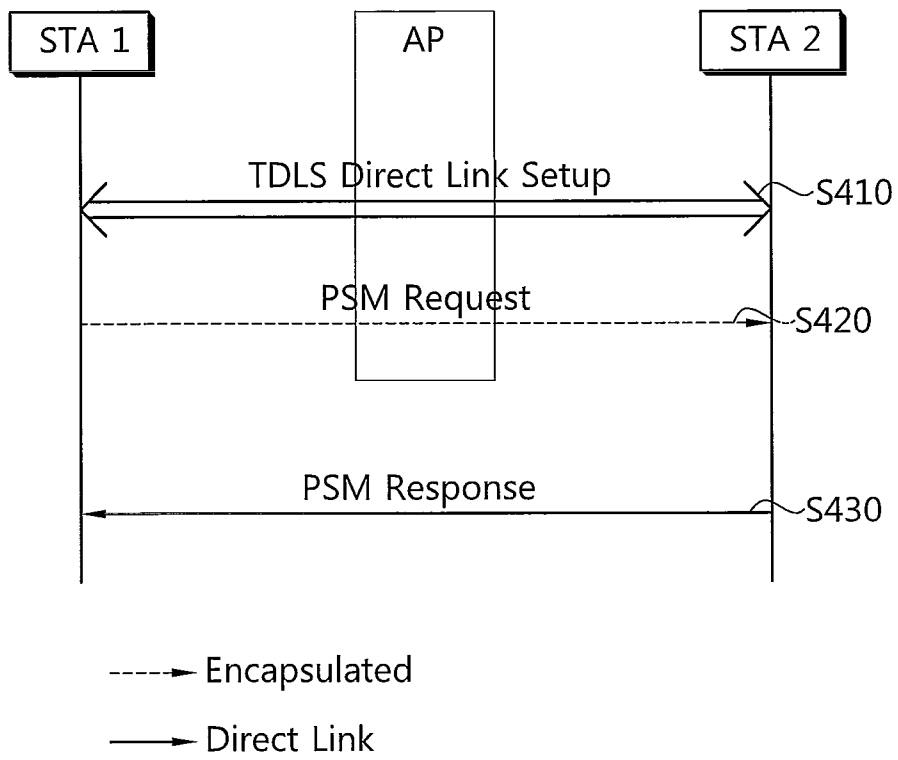 STA 1
AP
STA 2
TDLS Direct Link Setup
S410
PSM Request
S420
PSM Response
S430
Encapsulated
Direct Link